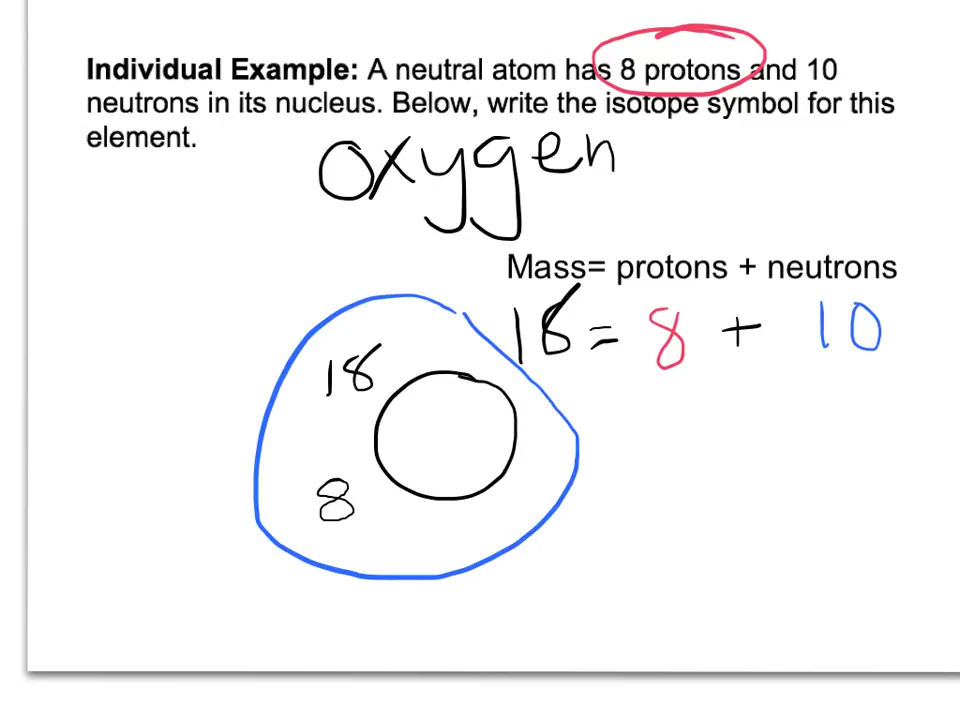 Individual Example: A neutral atom has 8 protons and 10
neutrons in its nucleus. Below, write the isotope symbol for this
element.
oxygen
Mass= protons + neutrons
18 = 8 + 10
18
8
O